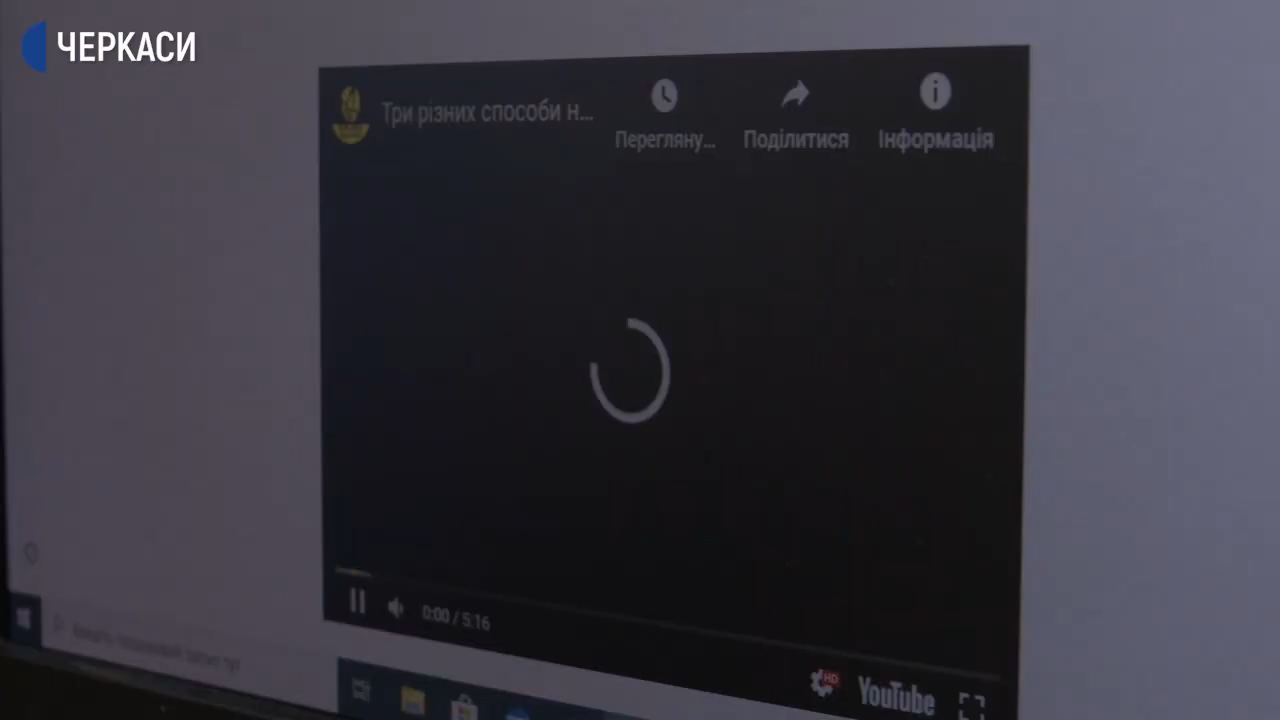 ЧЕРКАСИ
Три різних способи н...
Перегляну...
Поділитися
Інформація
0:00 / 5:16
HD
YouTube